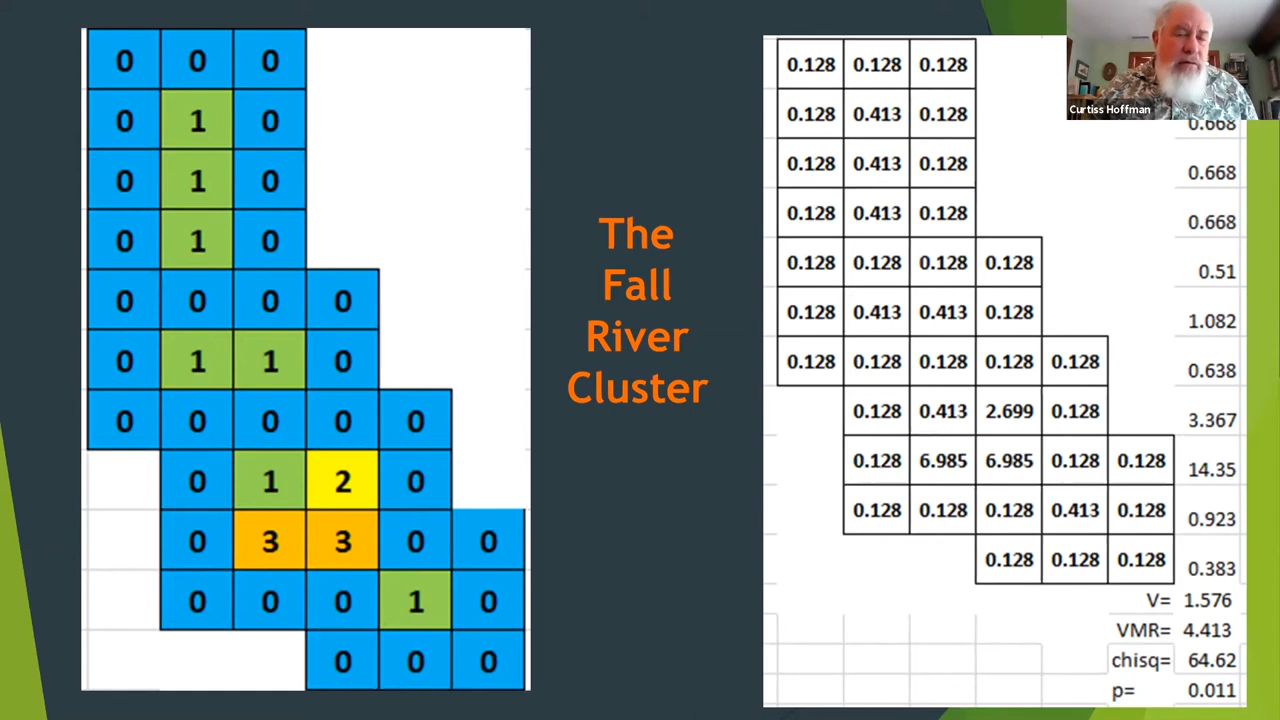 0 0 0
0 1 0
0 1 0
0 1 0
0 0 0 0
0 1 1 0
0 0 0 0 0
0 1 2 0
0 3 3 0 0
0 0 0 1 0
0 0 0
The
Fall
River
Cluster
0.128 0.128 0.128
0.128 0.413 0.128 0.668
0.128 0.413 0.128 0.668
0.128 0.413 0.128 0.668
0.128 0.128 0.128 0.128 0.51
0.128 0.413 0.413 0.128 1.082
0.128 0.128 0.128 0.128 0.128 0.638
0.128 0.413 2.699 0.128 3.367
0.128 6.985 6.985 0.128 0.128 14.35
0.128 0.128 0.128 0.413 0.128 0.923
0.128 0.128 0.128 0.383
V= 1.576
VMR= 4.413
chisq= 64.62
p= 0.011
Curtiss Hoffman